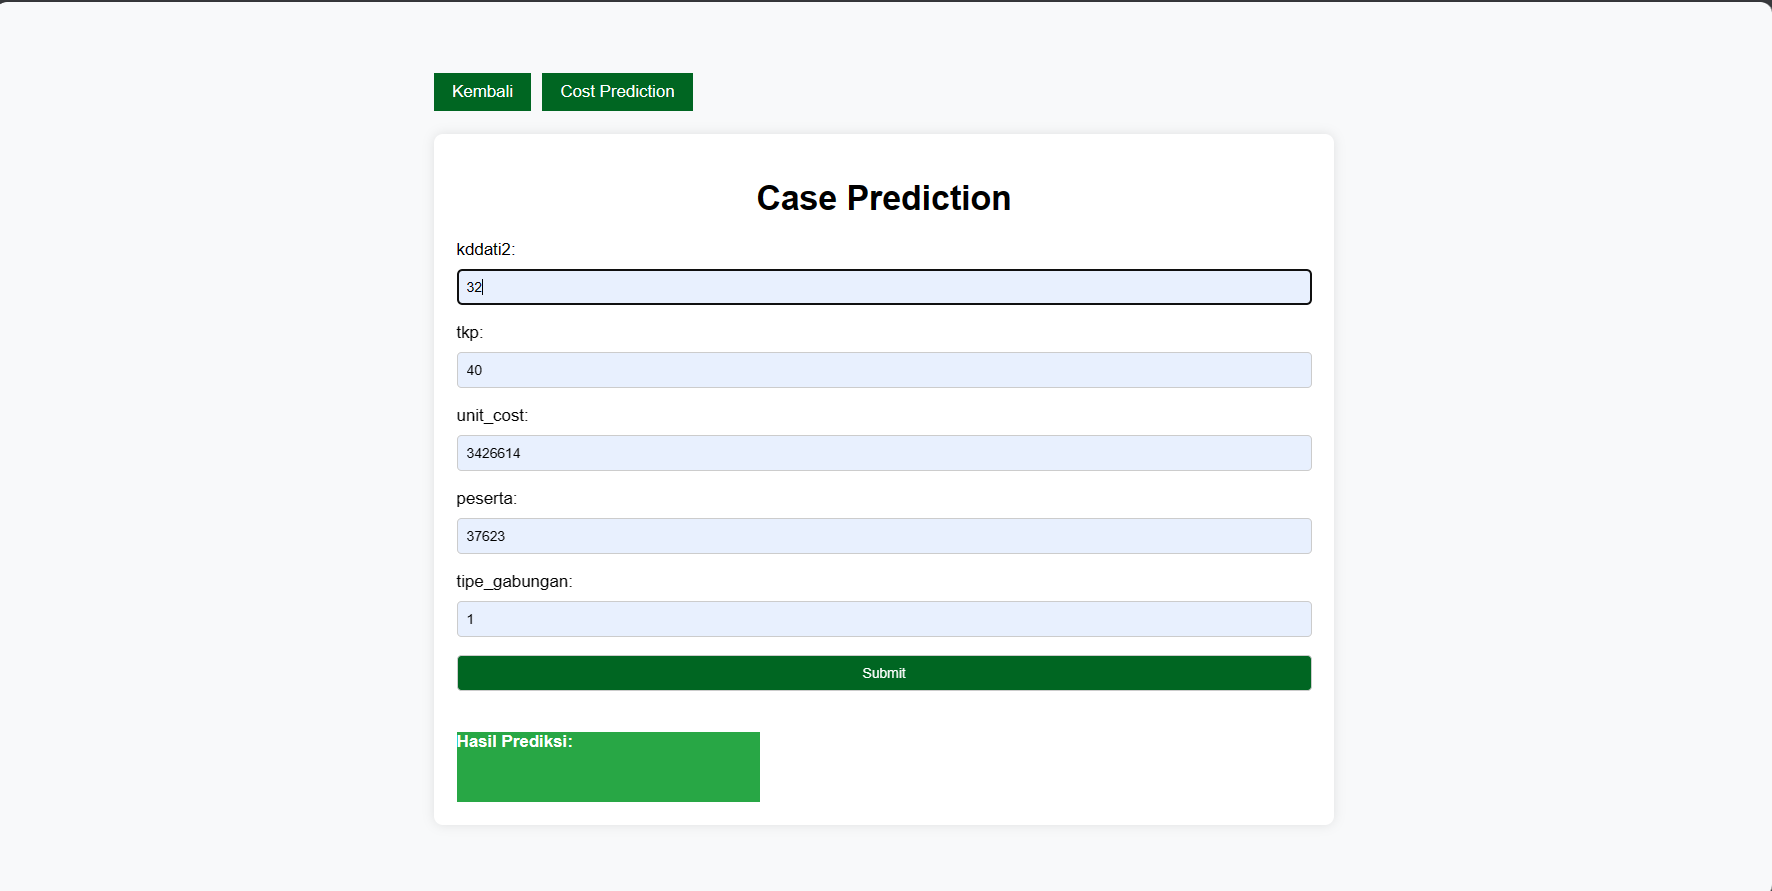 Kembali
Cost Prediction
Case Prediction
kddati2:
32
tkp:
40
unit_cost:
3426614
peserta:
37623
tipe_gabungan:
1
Submit
Hasil Prediksi: